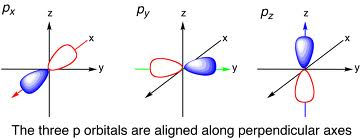 px py pz
z z z
x x x
y y y
The three p orbitals are aligned along perpendicular axes